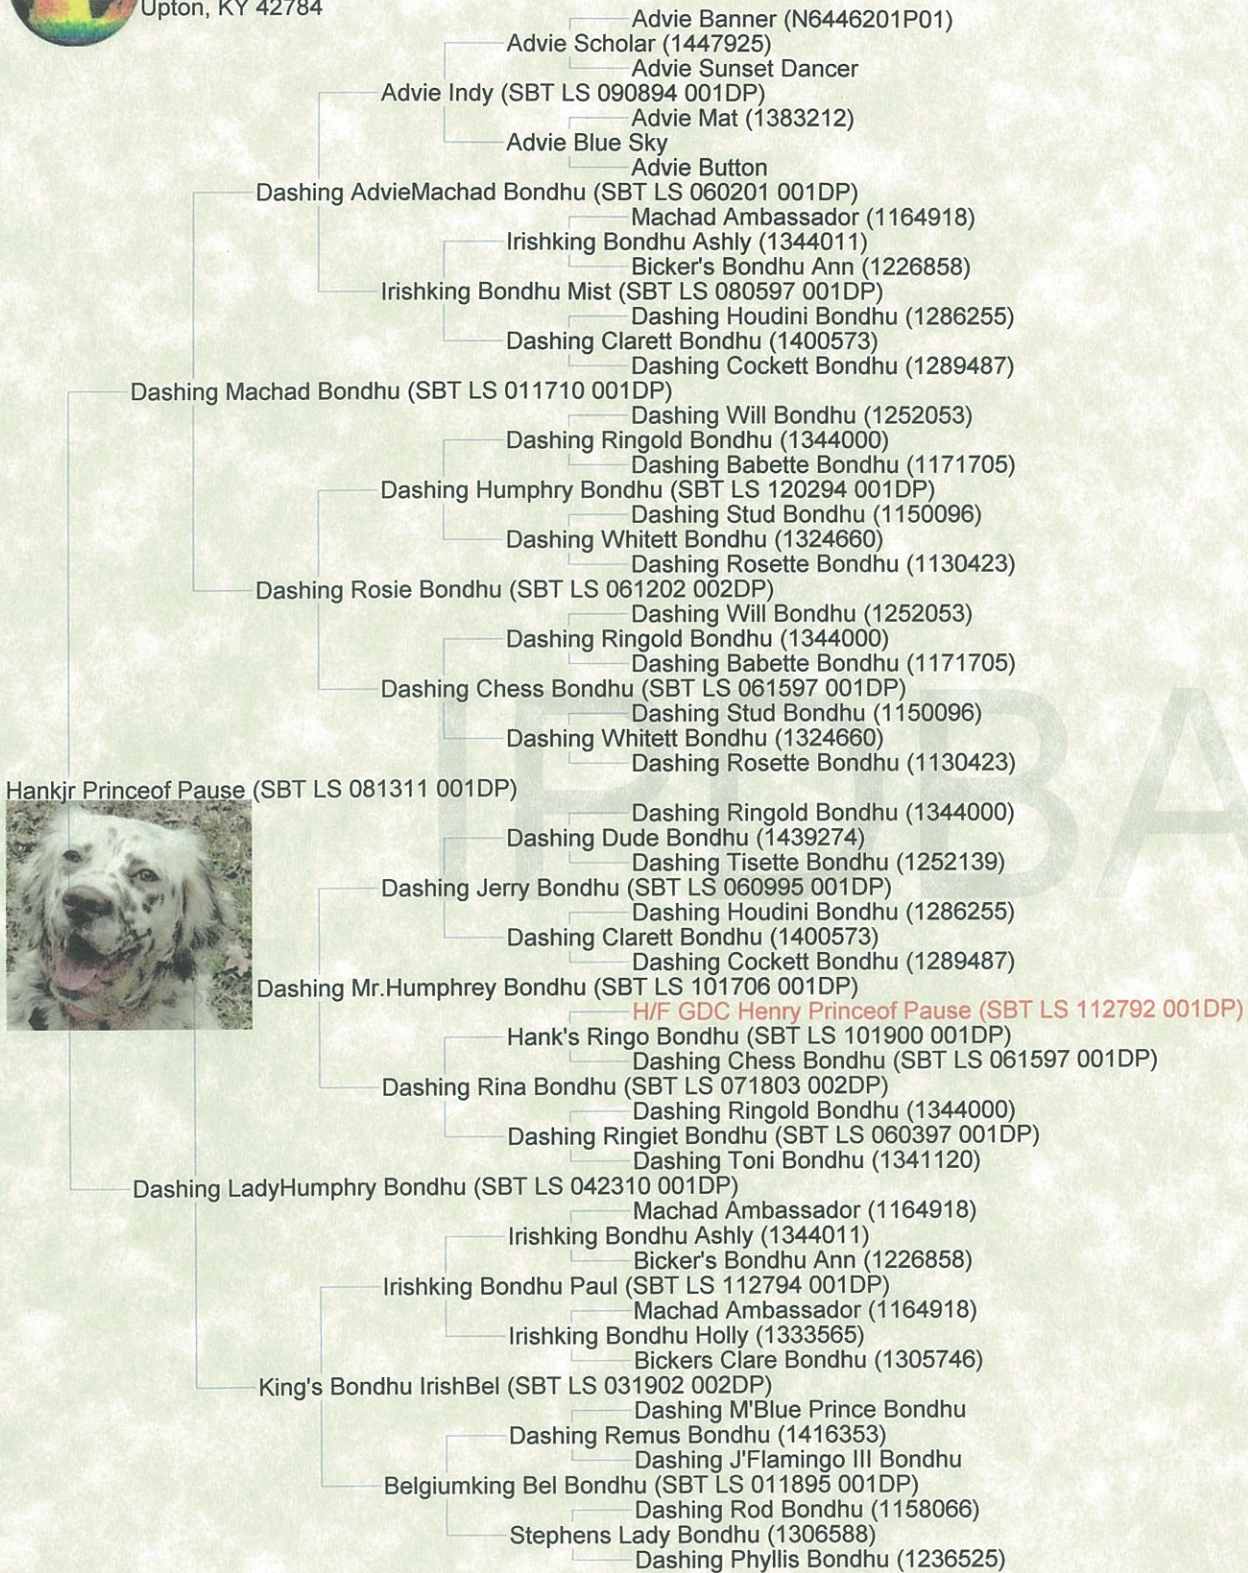 Upton, KY 42784
Advie Banner (N6446201P01)
Advie Scholar (1447925)
Advie Sunset Dancer
Advie Indy (SBT LS 090894 001DP)
Advie Mat (1383212)
Advie Blue Sky
Advie Button
Dashing AdvieMachad Bondhu (SBT LS 060201 001DP)
Machad Ambassador (1164918)
Irishking Bondhu Ashly (1344011)
Bicker's Bondhu Ann (1226858)
Irishking Bondhu Mist (SBT LS 080597 001DP)
Dashing Houdini Bondhu (1286255)
Dashing Clarett Bondhu (1400573)
Dashing Cockett Bondhu (1289487)
Dashing Machad Bondhu (SBT LS 011710 001DP)
Dashing Will Bondhu (1252053)
Dashing Ringold Bondhu (1344000)
Dashing Babette Bondhu (1171705)
Dashing Humphry Bondhu (SBT LS 120294 001DP)
Dashing Stud Bondhu (1150096)
Dashing Whitett Bondhu (1324660)
Dashing Rosette Bondhu (1130423)
Dashing Rosie Bondhu (SBT LS 061202 002DP)
Dashing Will Bondhu (1252053)
Dashing Ringold Bondhu (1344000)
Dashing Babette Bondhu (1171705)
Dashing Chess Bondhu (SBT LS 061597 001DP)
Dashing Stud Bondhu (1150096)
Dashing Whitett Bondhu (1324660)
Dashing Rosette Bondhu (1130423)
Hankjr Princeof Pause (SBT LS 081311 001DP)
Dashing Ringold Bondhu (1344000)
Dashing Dude Bondhu (1439274)
Dashing Tisette Bondhu (1252139)
Dashing Jerry Bondhu (SBT LS 060995 001DP)
Dashing Houdini Bondhu (1286255)
Dashing Clarett Bondhu (1400573)
Dashing Cockett Bondhu (1289487)
Dashing Mr.Humphrey Bondhu (SBT LS 101706 001DP)
H/F GDC Henry Princeof Pause (SBT LS 112792 001DP)
Hank's Ringo Bondhu (SBT LS 101900 001DP)
Dashing Chess Bondhu (SBT LS 061597 001DP)
Dashing Rina Bondhu (SBT LS 071803 002DP)
Dashing Ringold Bondhu (1344000)
Dashing Ringiet Bondhu (SBT LS 060397 001DP)
Dashing Toni Bondhu (1341120)
Dashing LadyHumphry Bondhu (SBT LS 042310 001DP)
Machad Ambassador (1164918)
Irishking Bondhu Ashly (1344011)
Bicker's Bondhu Ann (1226858)
Irishking Bondhu Paul (SBT LS 112794 001DP)
Machad Ambassador (1164918)
Irishking Bondhu Holly (1333565)
Bickers Clare Bondhu (1305746)
King's Bondhu IrishBel (SBT LS 031902 002DP)
Dashing M'Blue Prince Bondhu
Dashing Remus Bondhu (1416353)
Dashing J'Flamingo III Bondhu
Belgiumking Bel Bondhu (SBT LS 011895 001DP)
Dashing Rod Bondhu (1158066)
Stephens Lady Bondhu (1306588)
Dashing Phyllis Bondhu (1236525)